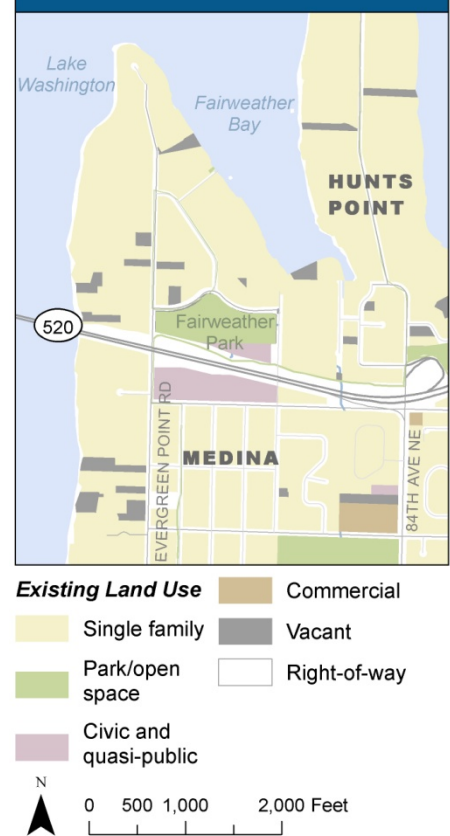 Lake
Washington
Fairweather
Bay
HUNTS
POINT
520
Fairweather
Park
EVERGREEN POINT RD
MEDINA
84TH AVE NE
Existing Land Use
Single family
Park/open
space
Civic and
quasi-public
Commercial
Vacant
Right-of-way
N
0 500 1,000 2,000 Feet